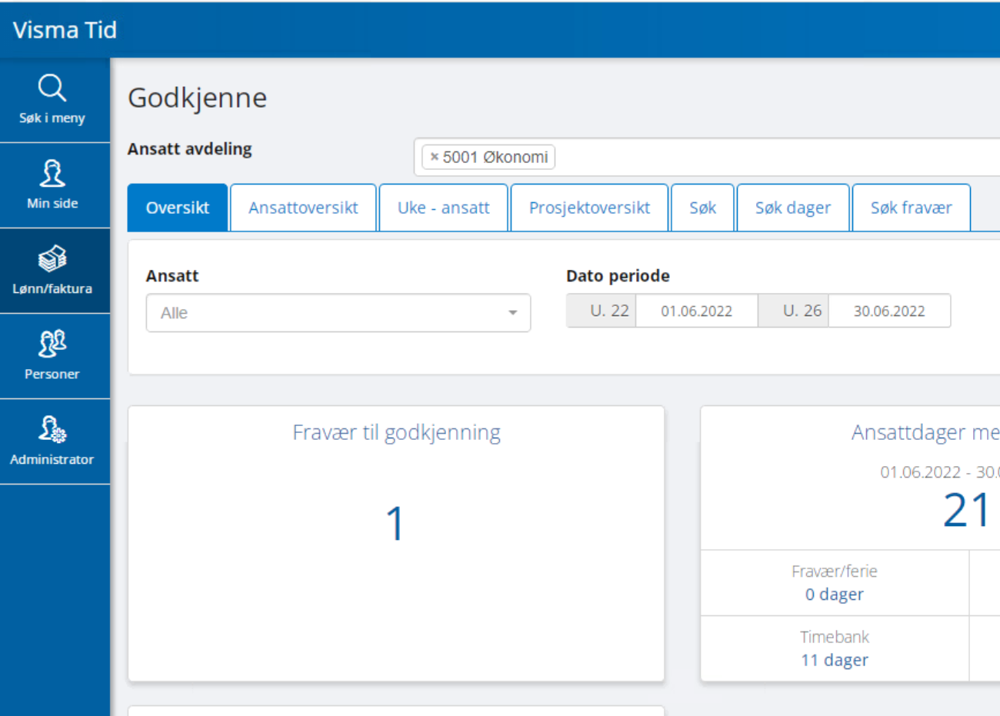 Visma Tid
Søk i meny
Min side
Lønn/faktura
Personer
Administrator
Godkjenne
Ansatt avdeling
× 5001 Økonomi
Oversikt
Ansattoversikt
Uke - ansatt
Prosjektoversikt
Søk
Søk dager
Søk fravær
Ansatt
Alle
Dato periode
U. 22
01.06.2022
U. 26
30.06.2022
Fravær til godkjenning
1
Ansattdager me
01.06.2022 - 30.
21
Fravær/ferie
0 dager
Timebank
11 dager